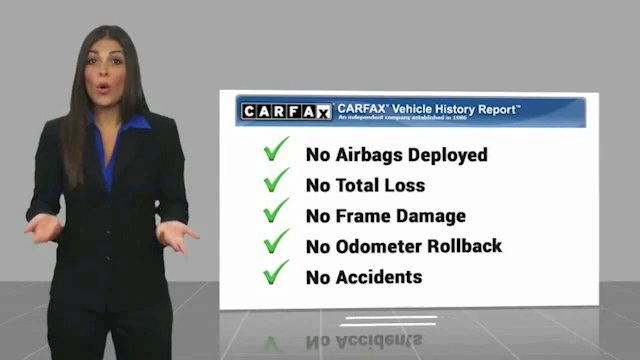 CARFAX CARFAX® Vehicle History Report™
An independent company established in 1986
No Airbags Deployed
No Total Loss
No Frame Damage
No Odometer Rollback
No Accidents